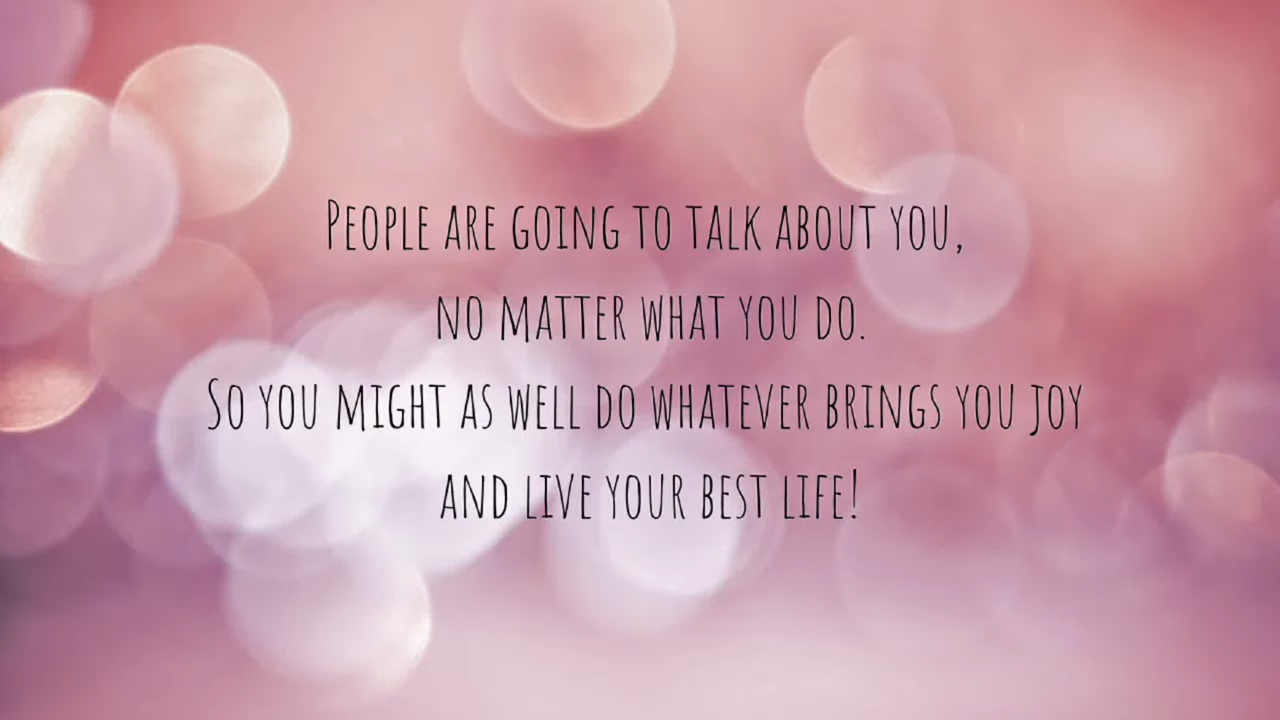 People are going to talk about you,
no matter what you do.
So you might as well do whatever brings you joy
and live your best life!